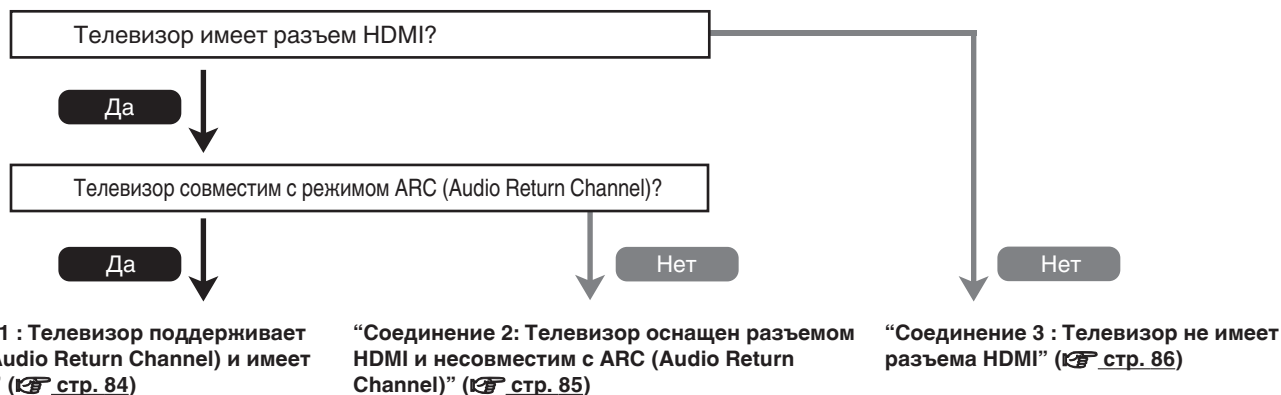 Телевизор имеет разъем HDMI?
Да
Телевизор совместим с режимом ARC (Audio Return Channel)?
Да
Нет
Нет
1 : Телевизор поддерживает
Audio Return Channel) и имеет
” (☞ стр. 84)
“Соединение 2: Телевизор оснащен разъемом
HDMI и несовместим с ARC (Audio Return
Channel)” (☞ стр. 85)
“Соединение 3 : Телевизор не имеет
разъема HDMI” (☞ стр. 86)